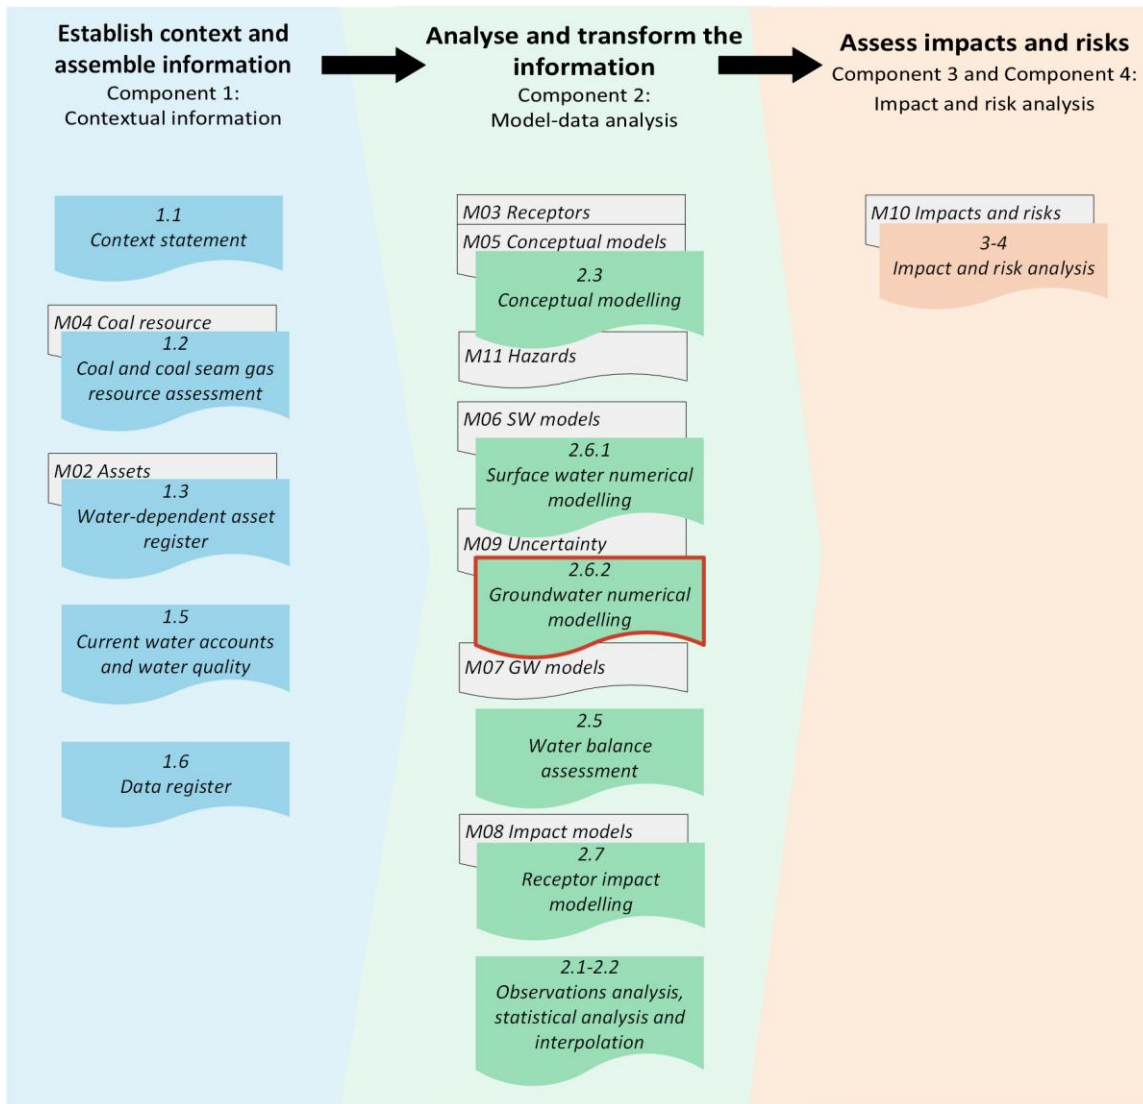 Establish context and
assemble information
Component 1:
Contextual information
1.1
Context statement
M04 Coal resource
1.2
Coal and coal seam gas
resource assessment
M02 Assets
1.3
Water-dependent asset
register
1.5
Current water accounts
and water quality
1.6
Data register
Analyse and transform the
information
Component 2:
Model-data analysis
M03 Receptors
M05 Conceptual models
2.3
Conceptual modelling
M11 Hazards
M06 SW models
2.6.1
Surface water numerical
modelling
M09 Uncertainty
2.6.2
Groundwater numerical
modelling
M07 GW models
2.5
Water balance
assessment
M08 Impact models
2.7
Receptor impact
modelling
2.1-2.2
Observations analysis,
statistical analysis and
interpolation
Assess impacts and risks
Component 3 and Component 4:
Impact and risk analysis
M10 Impacts and risks
3-4
Impact and risk analysis